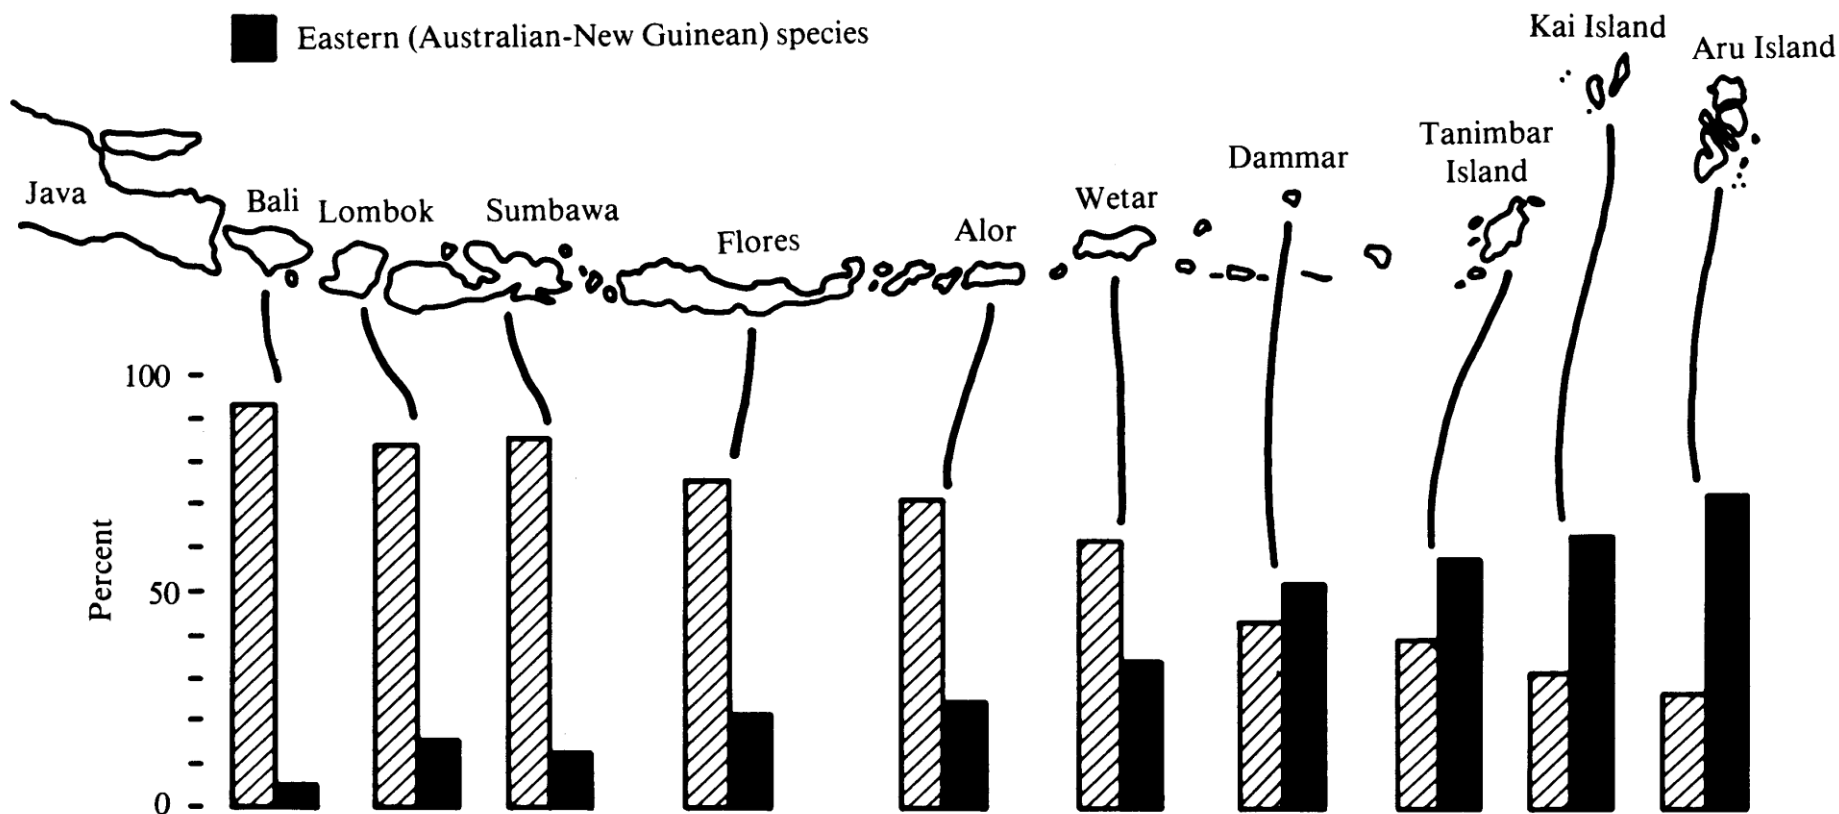 Eastern (Australian-New Guinean) species
Kai Island
Aru Island
Tanimbar
Island
Dammar
Java
Bali
Lombok
Sumbawa
Flores
Alor
Wetar
100
50
0
Percent